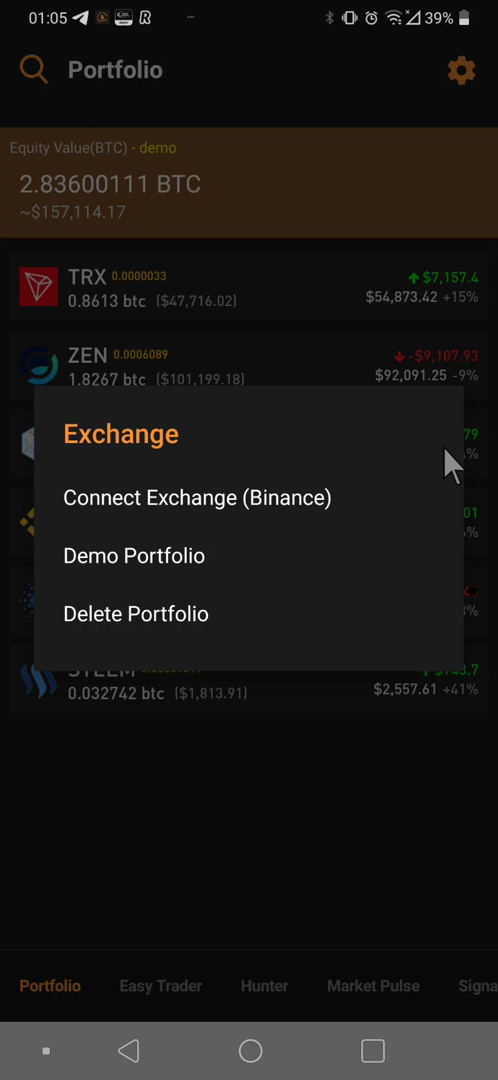 01:05 39%
Portfolio
Equity Value(BTC) - demo
2.83600111 BTC
~$157,114.17
TRX 0.0000033 $7,157.4
0.8613 btc ($47,716.02) $54,873.42 +15%
ZEN 0.0006089 -$9,107.93
1.8267 btc ($101,199.18) $92,091.25 -9%
Exchange
Connect Exchange (Binance)
Demo Portfolio
Delete Portfolio
STEEM
0.032742 btc ($1,813.91) $2,557.61 +41%
Portfolio Easy Trader Hunter Market Pulse Signa